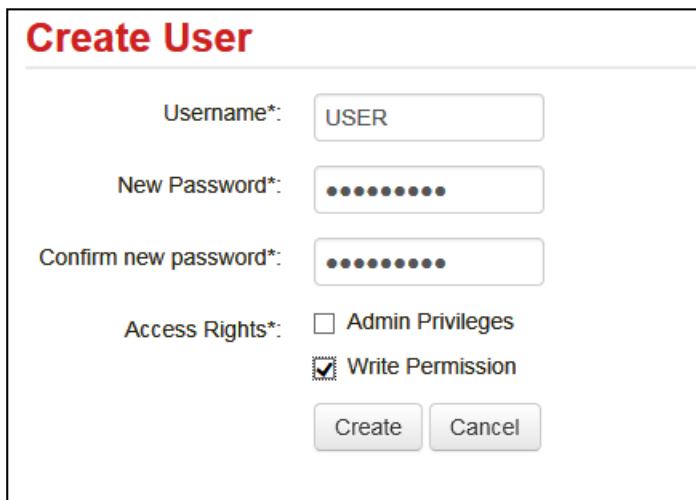 Create User
Username*: USER
New Password*: ●●●●●●●●●
Confirm new password*: ●●●●●●●●●
Access Rights*: Admin Privileges
Write Permission
Create Cancel